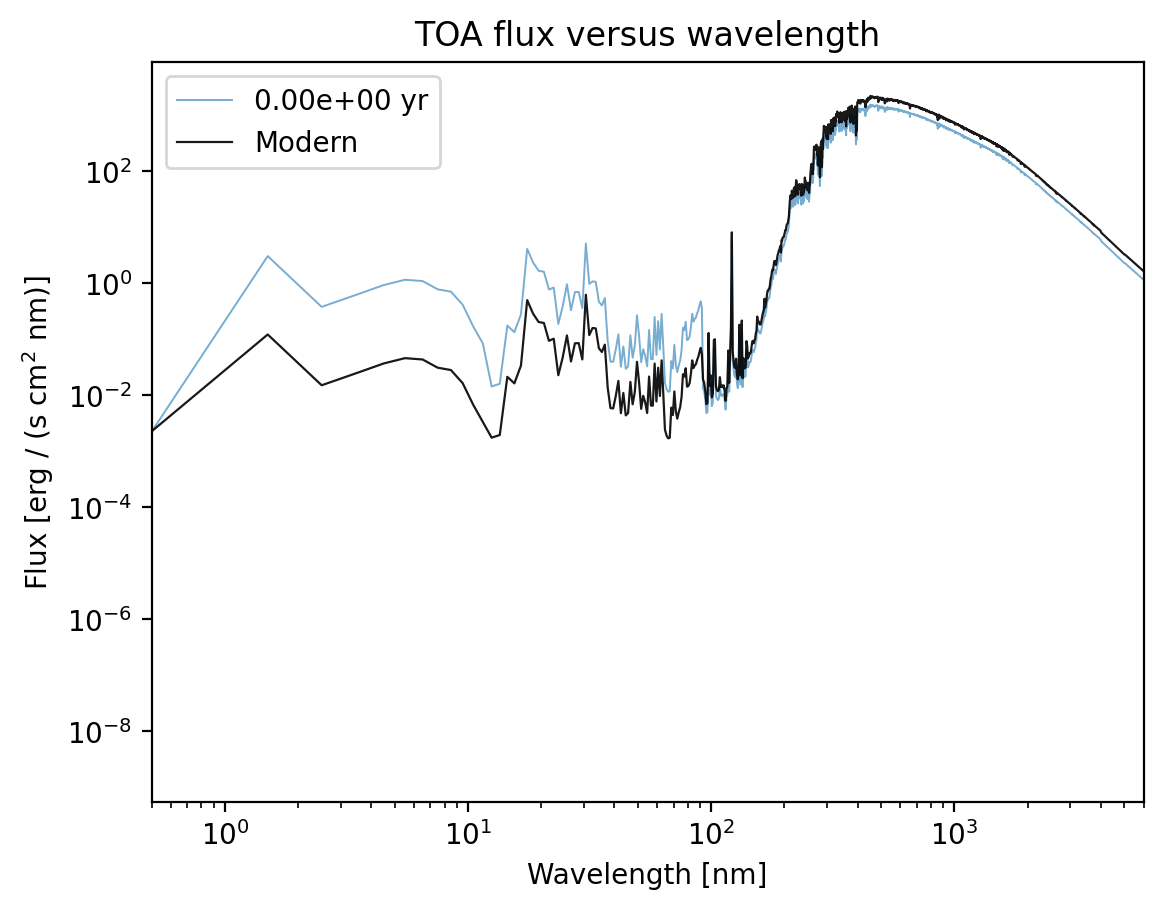 TOA flux versus wavelength
0.00e+00 yr
Modern
Flux [erg / (s cm² nm)]
10²
10⁰
10⁻²
10⁻⁴
10⁻⁶
10⁻⁸
10⁰ 10¹ 10² 10³
Wavelength [nm]